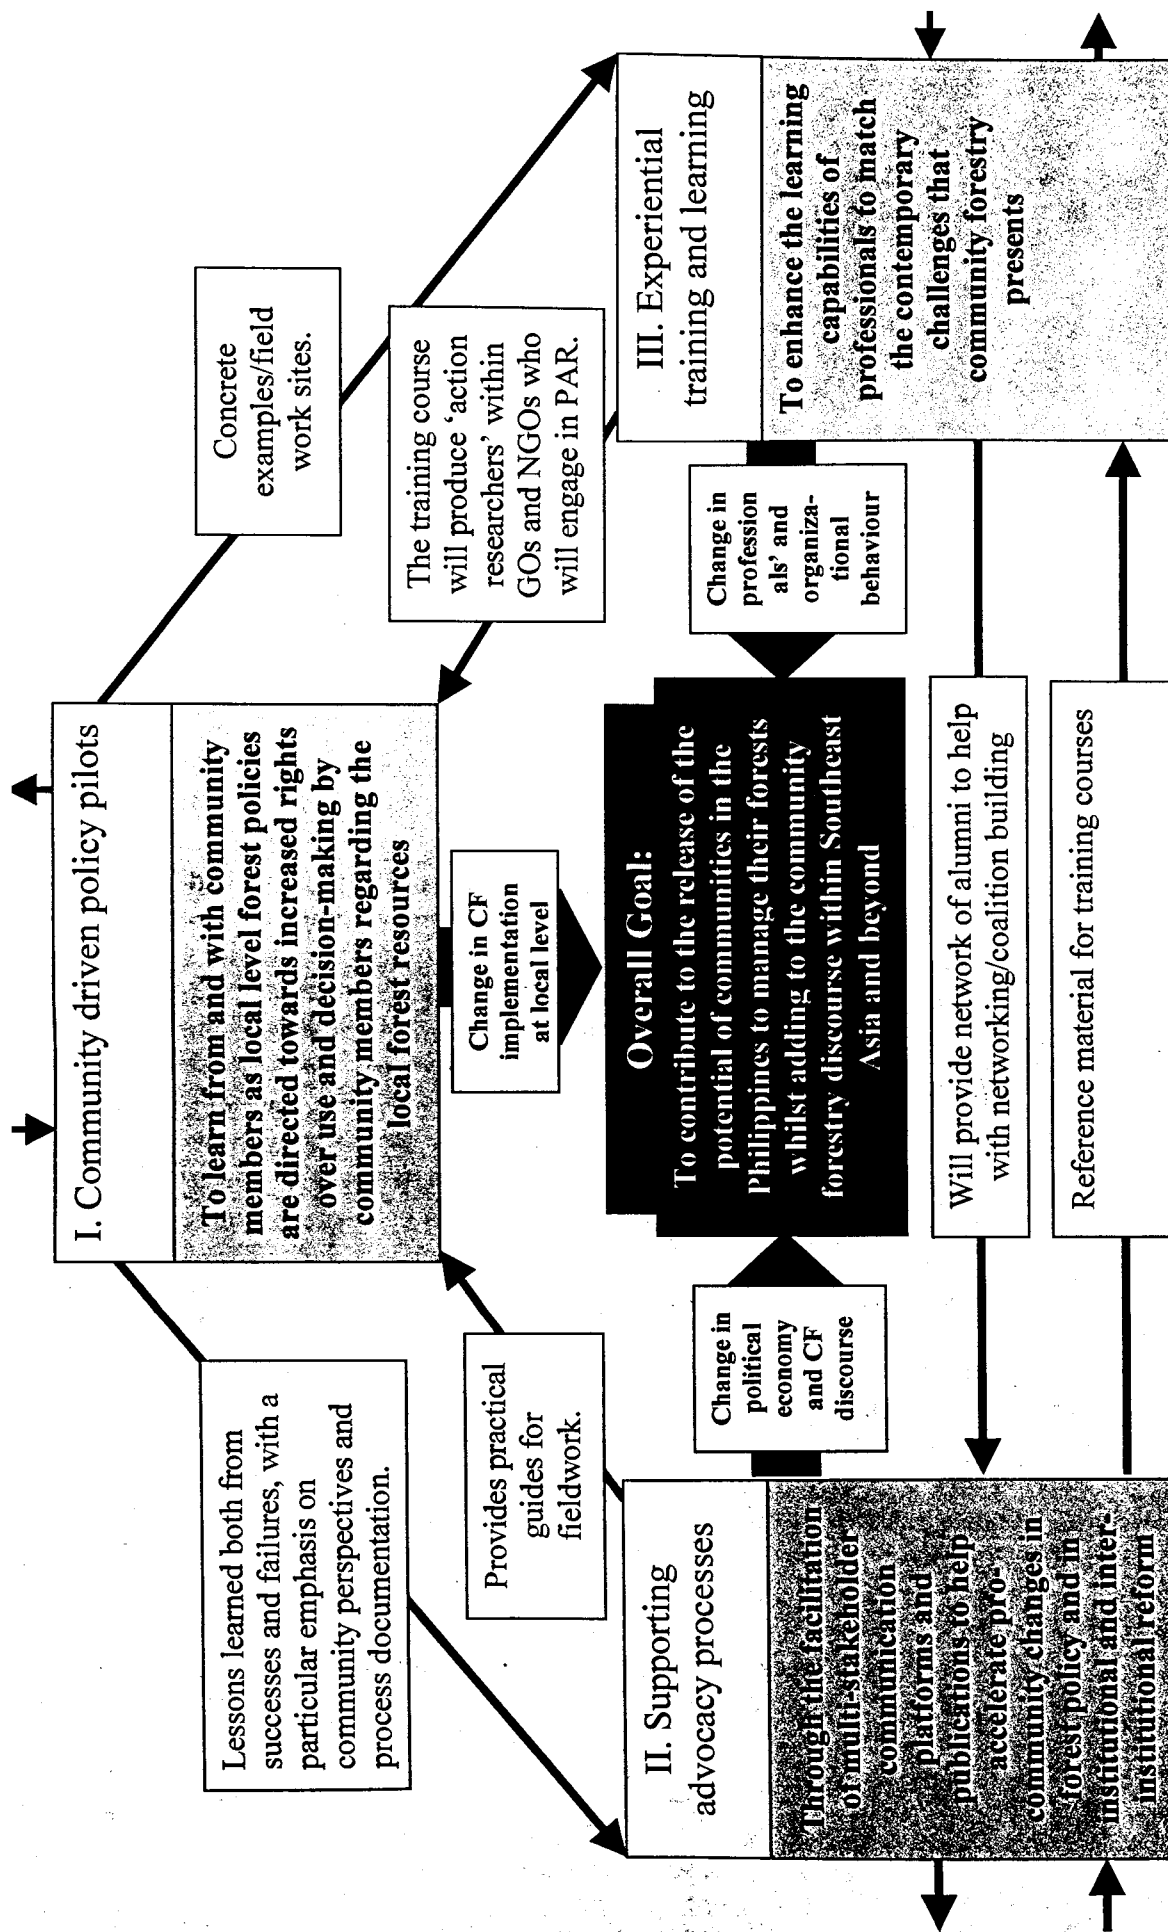 I. Community driven policy pilots
To learn from and with community
members as local level forest policies
are directed towards increased rights
over use and decision-making by
community members regarding the
local forest resources
Lessons learned both from
successes and failures, with a
particular emphasis on
community perspectives and
process documentation.
Concrete
examples/field
work sites.
Provides practical
guides for
fieldwork.
Change in CF
implementation
at local level
The training course
will produce ‘action
researchers’ within
GOs and NGOs who
will engage in PAR.
II. Supporting
advocacy processes
Through the facilitation
of multi-stakeholder
communication
platforms and
publications to help
accelerate pro-
community changes in
forest policy and in
institutional and inter-
institutional reform
Change in
political
economy
and CF
discourse
Overall Goal:
To contribute to the release of the
potential of communities in the
Philippines to manage their forests
whilst adding to the community
forestry discourse within Southeast
Asia and beyond
Change in
profession
als’ and
organiza-
tional
behaviour
III. Experiential
training and learning
To enhance the learning
capabilities of
professionals to match
the contemporary
challenges that
community forestry
presents
Will provide network of alumni to help
with networking/coalition building
Reference material for training courses